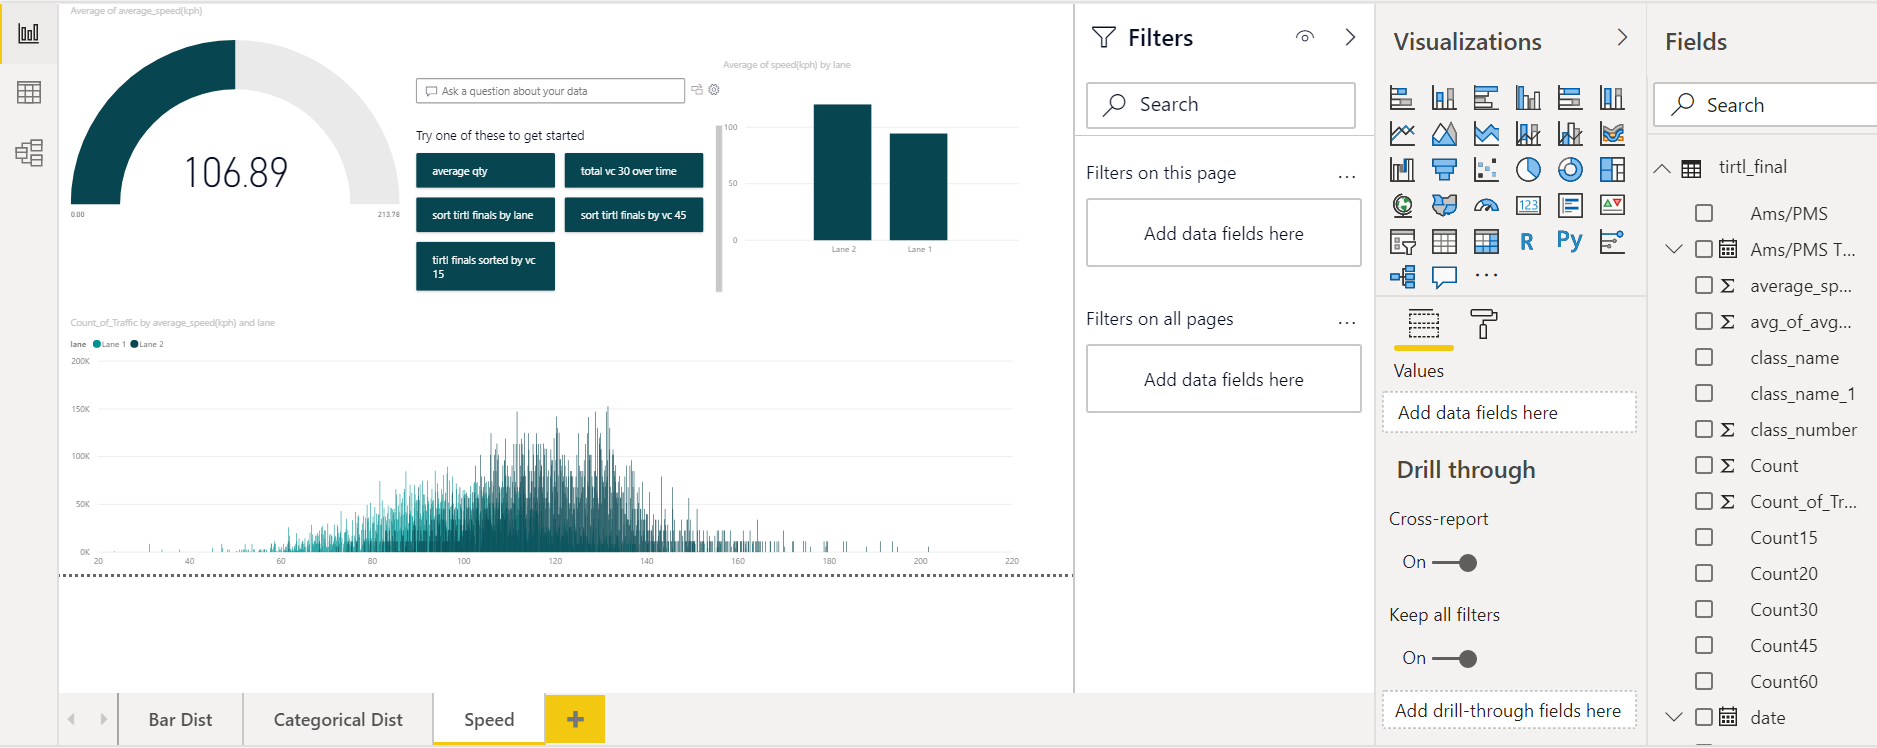 Average of average_speed(kph)
106.89
0.00
213.78
Ask a question about your data
Try one of these to get started
average qty
total vc 30 over time
sort tirtl finals by lane
sort tirtl finals by vc 45
tirtl finals sorted by vc
15
Average of speed(kph) by lane
100
50
0
Lane 2
Lane 1
Count_of_Traffic by average_speed(kph) and lane
lane Lane 1 Lane 2
200K
150K
100K
50K
0K
20 40 60 80 100 120 140 160 180 200 220
Bar Dist
Categorical Dist
Speed
+
Filters
Search
Filters on this page
...
Add data fields here
Filters on all pages
...
Add data fields here
Visualizations
123
R
Py
...
Values
Add data fields here
Drill through
Cross-report
On
Keep all filters
On
Add drill-through fields here
Fields
Search
tirtl_final
Ams/PMS
Ams/PMS T...
Σ average_sp...
Σ avg_of_avg...
class_name
class_name_1
Σ class_number
Σ Count
Σ Count_of_Tr...
Count15
Count20
Count30
Count45
Count60
date